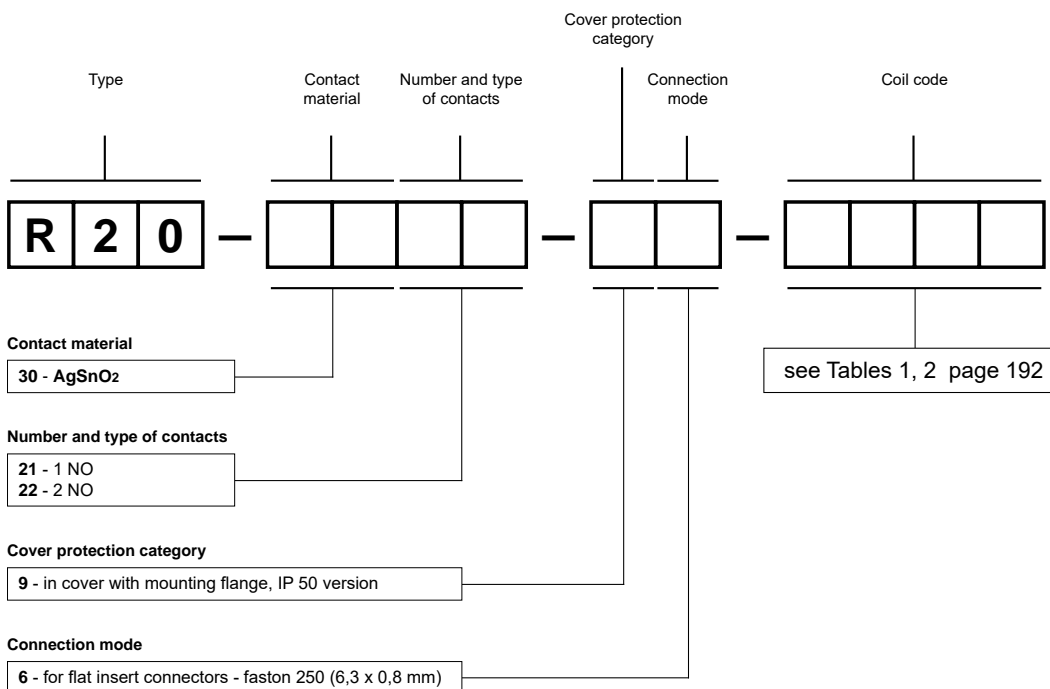 Cover protection
category
Type
Contact
material
Number and type
of contacts
Connection
mode
Coil code
R 2 0 – – –
Contact material
30 - AgSnO2
see Tables 1, 2 page 192
Number and type of contacts
21 - 1 NO
22 - 2 NO
Cover protection category
9 - in cover with mounting flange, IP 50 version
Connection mode
6 - for flat insert connectors - faston 250 (6,3 x 0,8 mm)